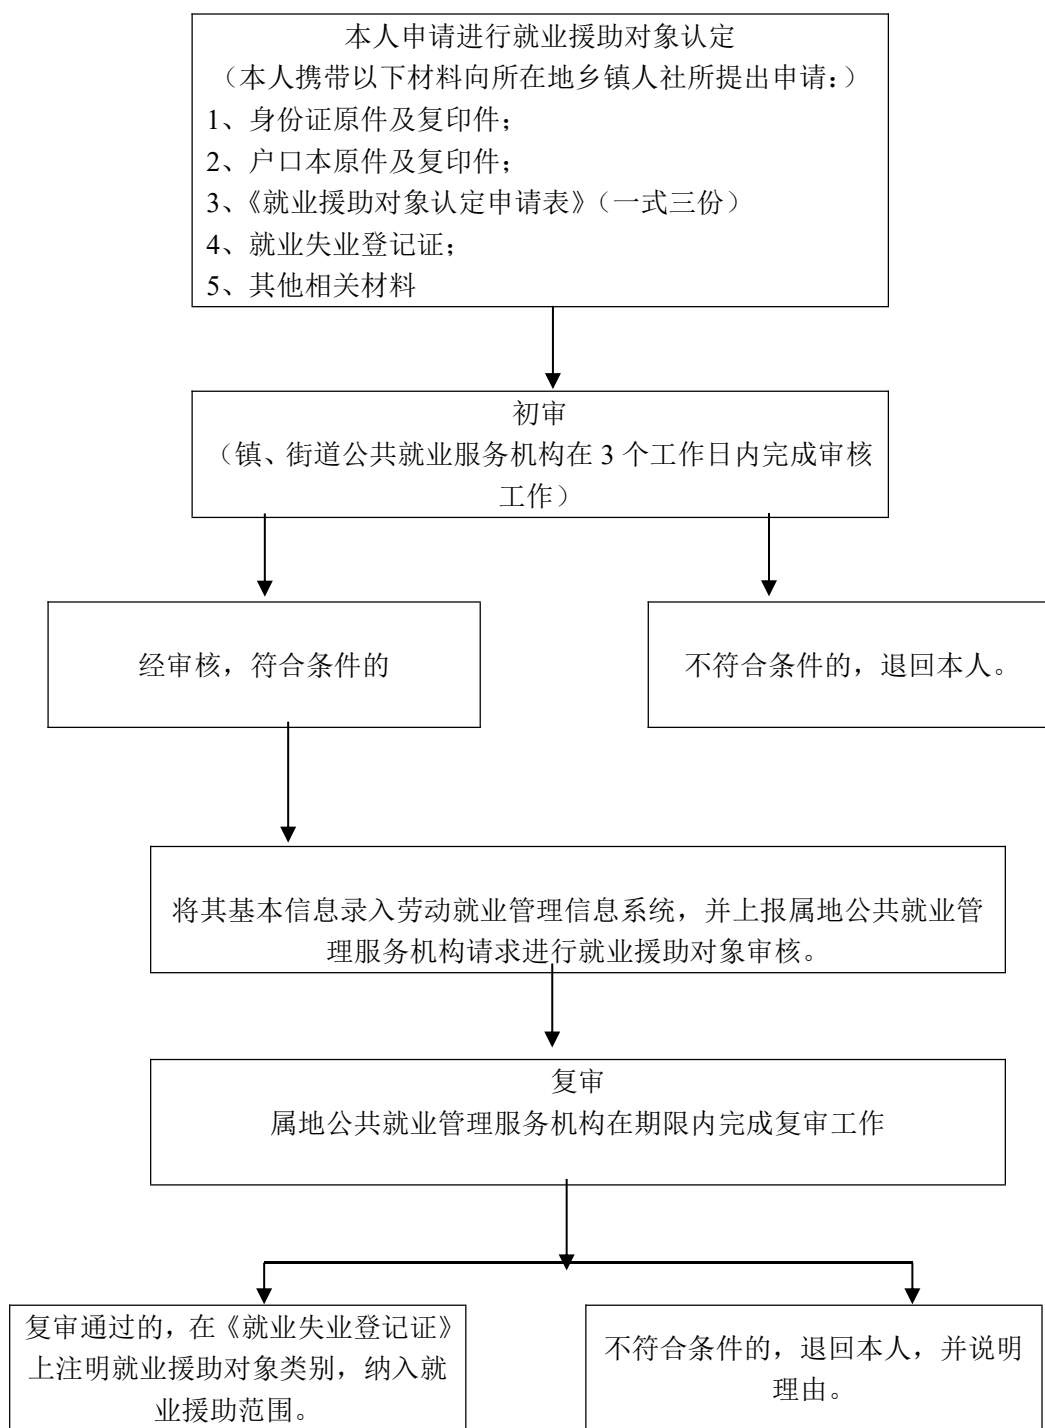 本人申请进行就业援助对象认定
（本人携带以下材料向所在地乡镇人社所提出申请：）
1、身份证原件及复印件；
2、户口本原件及复印件；
3、《就业援助对象认定申请表》（一式三份）
4、就业失业登记证；
5、其他相关材料
初审
（镇、街道公共就业服务机构在 3 个工作日内完成审核
工作）
经审核，符合条件的
不符合条件的，退回本人。
将其基本信息录入劳动就业管理信息系统，并上报属地公共就业管
理服务机构请求进行就业援助对象审核。
复审
属地公共就业管理服务机构在期限内完成复审工作
复审通过的，在《就业失业登记证》
上注明就业援助对象类别，纳入就
业援助范围。
不符合条件的，退回本人，并说明
理由。